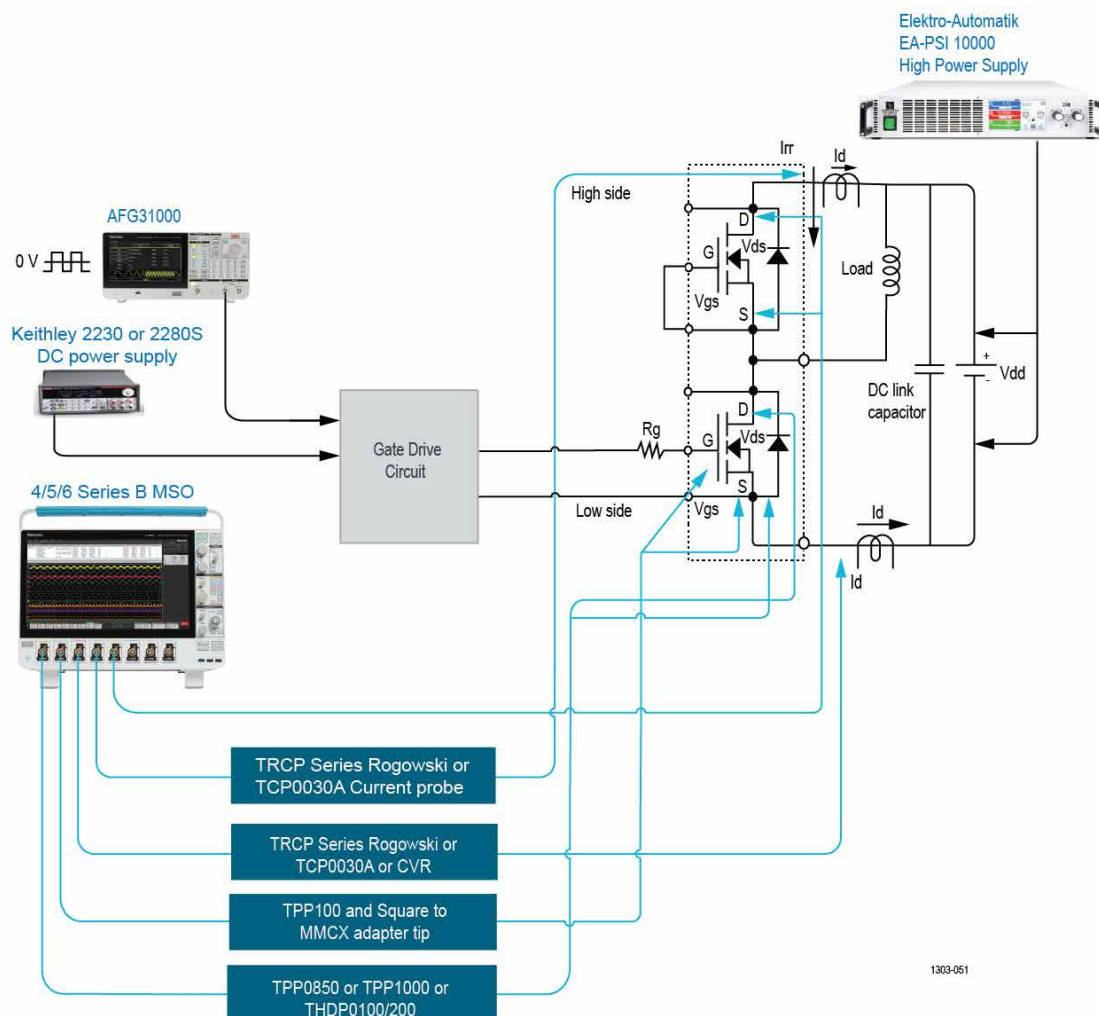 Elektro-Automatik
EA-PSI 10000
High Power Supply
Irr
Id
High side
AFG31000
D
0 V
G
Vds
Load
Vgs
S
Keithley 2230 or 2280S
DC power supply
+
Vdd
-
DC link
capacitor
D
Rg
G
Vds
Gate Drive
Circuit
S
4/5/6 Series B MSO
Low side
Vgs
Id
Id
TRCP Series Rogowski or
TCP0030A Current probe
TRCP Series Rogowski or
TCP0030A or CVR
TPP100 and Square to
MMCX adapter tip
1303-051
TPP0850 or TPP1000 or
THDP0100/200